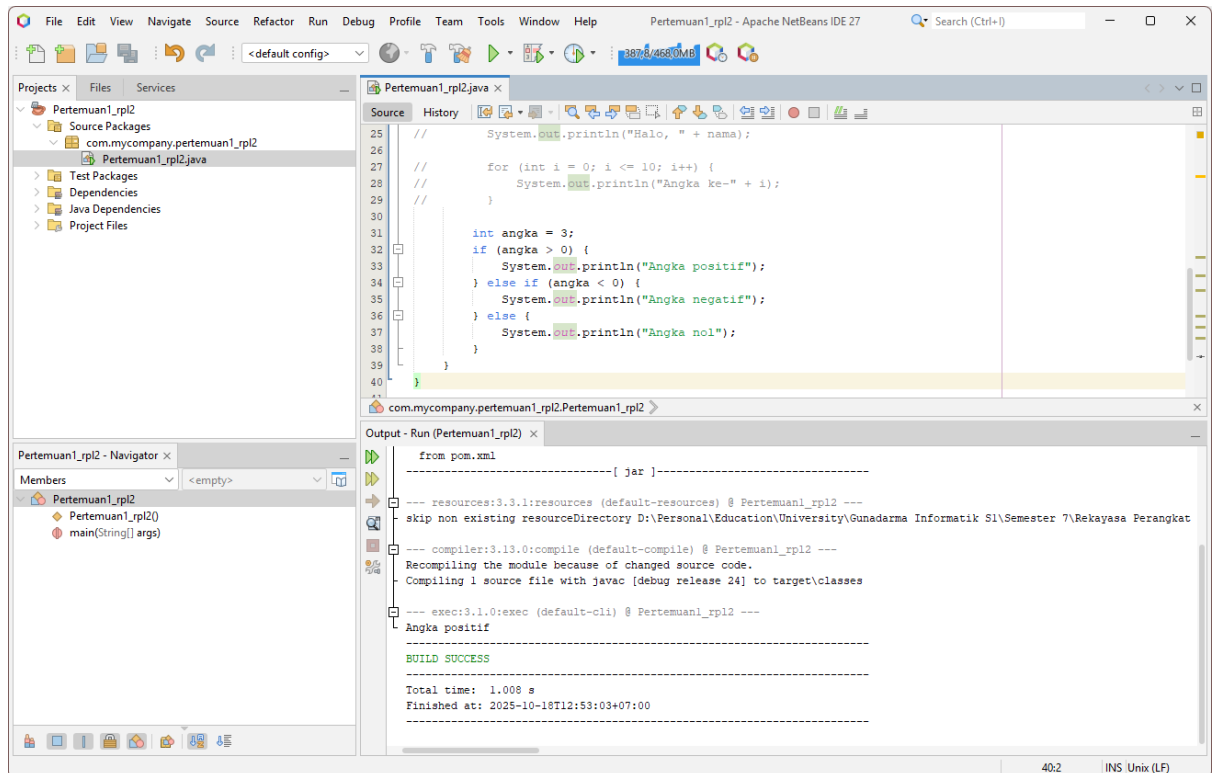 File Edit View Navigate Source Refactor Run Debug Profile Team Tools Window Help Pertemuan1_rpl2 - Apache NetBeans IDE 27 Search (Ctrl+I)
<default config> 387,8/468,0MB
Projects Files Services
Pertemuan1_rpl2
Source Packages
com.mycompany.pertemuan1_rpl2
Pertemuan1_rpl2.java
Test Packages
Dependencies
Java Dependencies
Project Files
Pertemuan1_rpl2 - Navigator
Members <empty>
Pertemuan1_rpl2
Pertemuan1_rpl2()
main(String[] args)
Pertemuan1_rpl2.java
Source History
25 // System.out.println("Halo, " + nama);
26
27 // for (int i = 0; i <= 10; i++) {
28 // System.out.println("Angka ke-" + i);
29 // }
30
31 int angka = 3;
32 if (angka > 0) {
33 System.out.println("Angka positif");
34 } else if (angka < 0) {
35 System.out.println("Angka negatif");
36 } else {
37 System.out.println("Angka nol");
38 }
39 }
40 }
com.mycompany.pertemuan1_rpl2.Pertemuan1_rpl2
Output - Run (Pertemuan1_rpl2)
from pom.xml
--------------------------------[ jar ]---------------------------------
--- resources:3.3.1:resources (default-resources) @ Pertemuan1_rpl2 ---
skip non existing resourceDirectory D:\Personal\Education\University\Gunadarma Informatik S1\Semester 7\Rekayasa Perangkat
--- compiler:3.13.0:compile (default-compile) @ Pertemuan1_rpl2 ---
Recompiling the module because of changed source code.
Compiling 1 source file with javac [debug release 24] to target\classes
--- exec:3.1.0:exec (default-cli) @ Pertemuan1_rpl2 ---
Angka positif
------------------------------------------------------------------------
BUILD SUCCESS
------------------------------------------------------------------------
Total time: 1.008 s
Finished at: 2025-10-18T12:53:03+07:00
------------------------------------------------------------------------
40:2 INS Unix (LF)